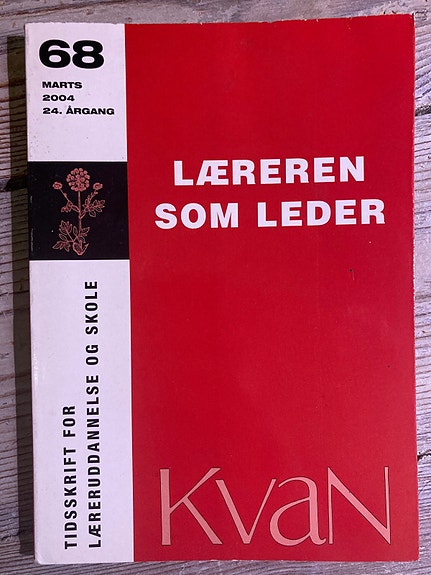 68
MARTS
2004
24. ÅRGANG
LÆREREN
SOM LEDER
TIDSSKRIFT FOR
LÆRERUDDANNELSE OG SKOLE
KvaN